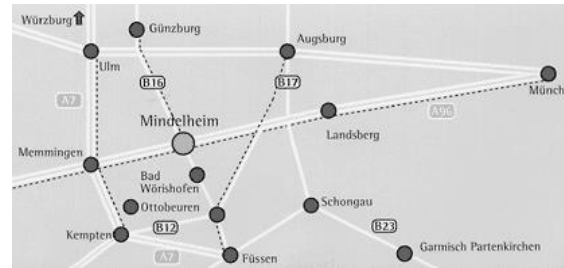 Würzburg
Günzburg
Augsburg
Ulm
B16
B17
Münch
A7
Mindelheim
A96
Landsberg
Memmingen
Bad
Wörishofen
Ottobeuren
Schongau
B12
B23
Kempten
Garmisch Partenkirchen
A7
Füssen